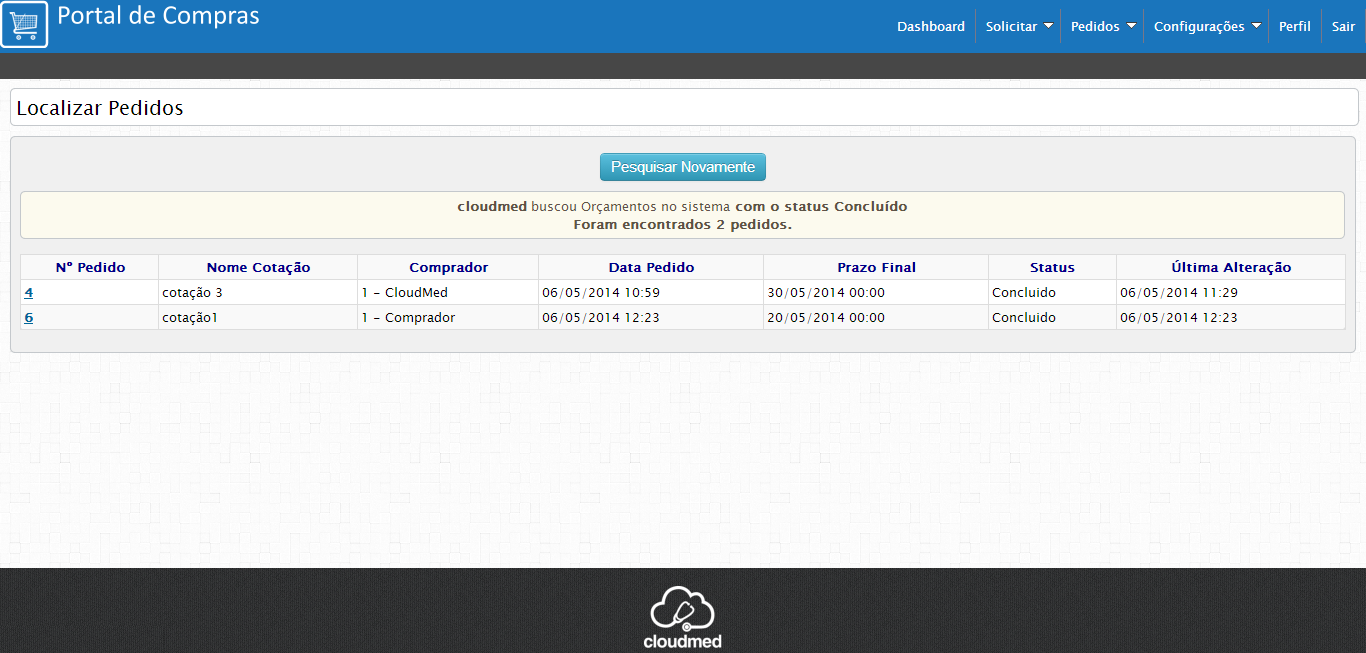 Portal de Compras
Dashboard Solicitar Pedidos Configurações Perfil Sair
Localizar Pedidos
Pesquisar Novamente
cloudmed buscou Orçamentos no sistema com o status Concluído
Foram encontrados 2 pedidos.
Nº Pedido Nome Cotação Comprador Data Pedido Prazo Final Status Última Alteração
4 cotação 3 1 - CloudMed 06/05/2014 10:59 30/05/2014 00:00 Concluido 06/05/2014 11:29
6 cotação1 1 - Comprador 06/05/2014 12:23 20/05/2014 00:00 Concluido 06/05/2014 12:23
cloudmed